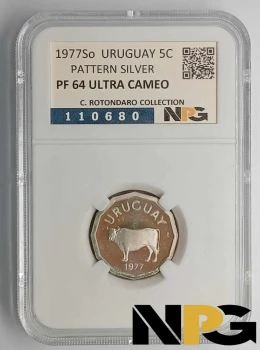 1977So URUGUAY 5C
PATTERN SILVER
PF 64 ULTRA CAMEO
C. ROTONDARO COLLECTION
110680 NPG
URUGUAY
1977
NPG